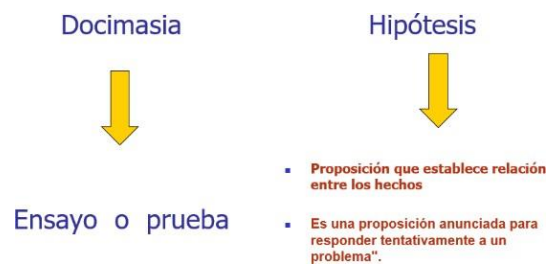 Docimasia
Ensayo o prueba
Hipótesis
▪ Proposición que establece relación
entre los hechos
▪ Es una proposición anunciada para
responder tentativamente a un
problema".